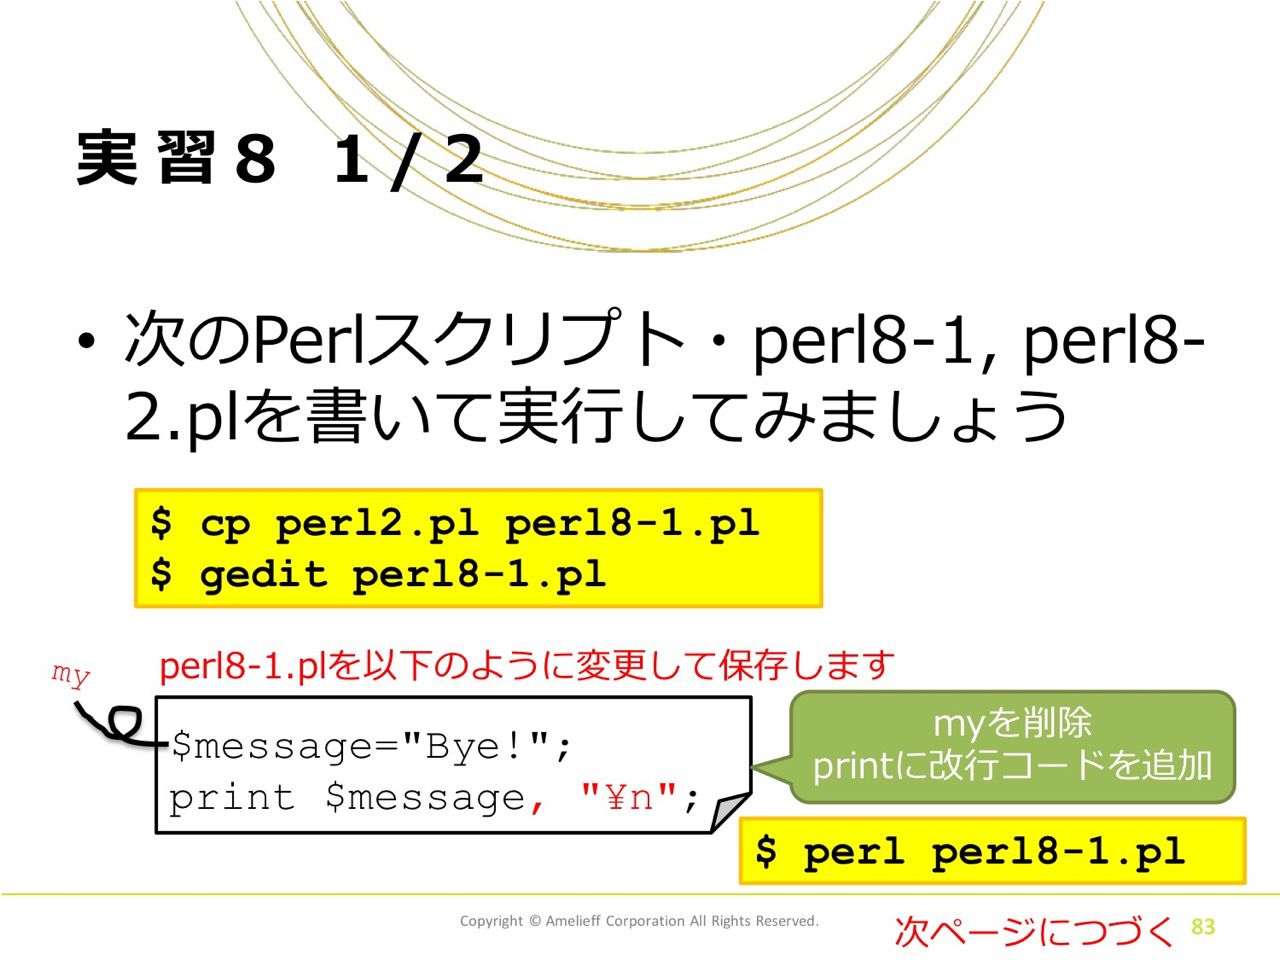 実習８ １/２
• 次のPerlスクリプト・perl8-1, perl8-
2.plを書いて実行してみましょう
$ cp perl2.pl perl8-1.pl
$ gedit perl8-1.pl
my
perl8-1.plを以下のように変更して保存します
$message="Bye!";
print $message, "¥n";
myを削除
printに改行コードを追加
$ perl perl8-1.pl
Copyright © Amelieff Corporation All Rights Reserved.
次ページにつづく
83